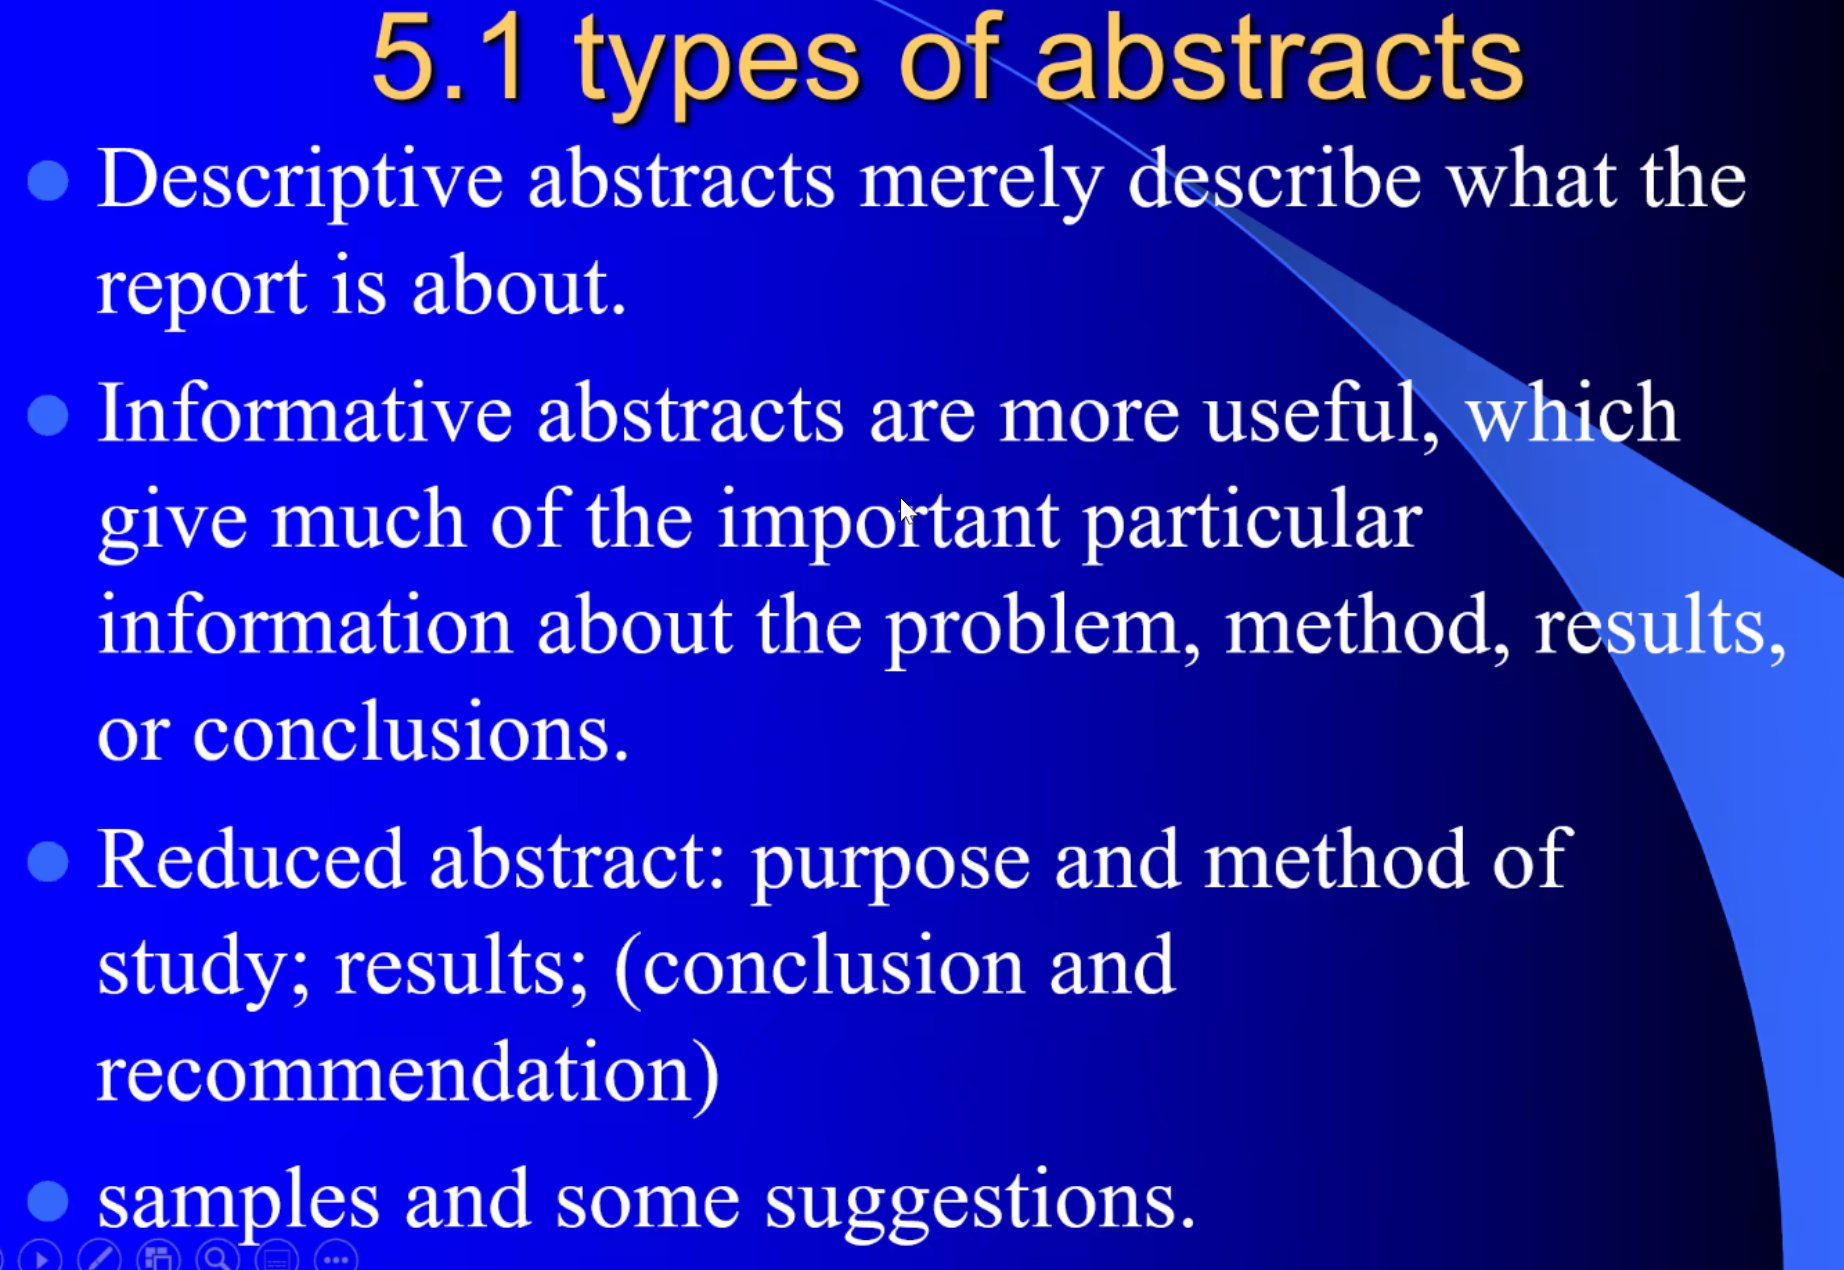 5.1 types of abstracts
Descriptive abstracts merely describe what the
report is about.
Informative abstracts are more useful, which
give much of the important particular
information about the problem, method, results,
or conclusions.
Reduced abstract: purpose and method of
study; results; (conclusion and
recommendation)
samples and some suggestions.